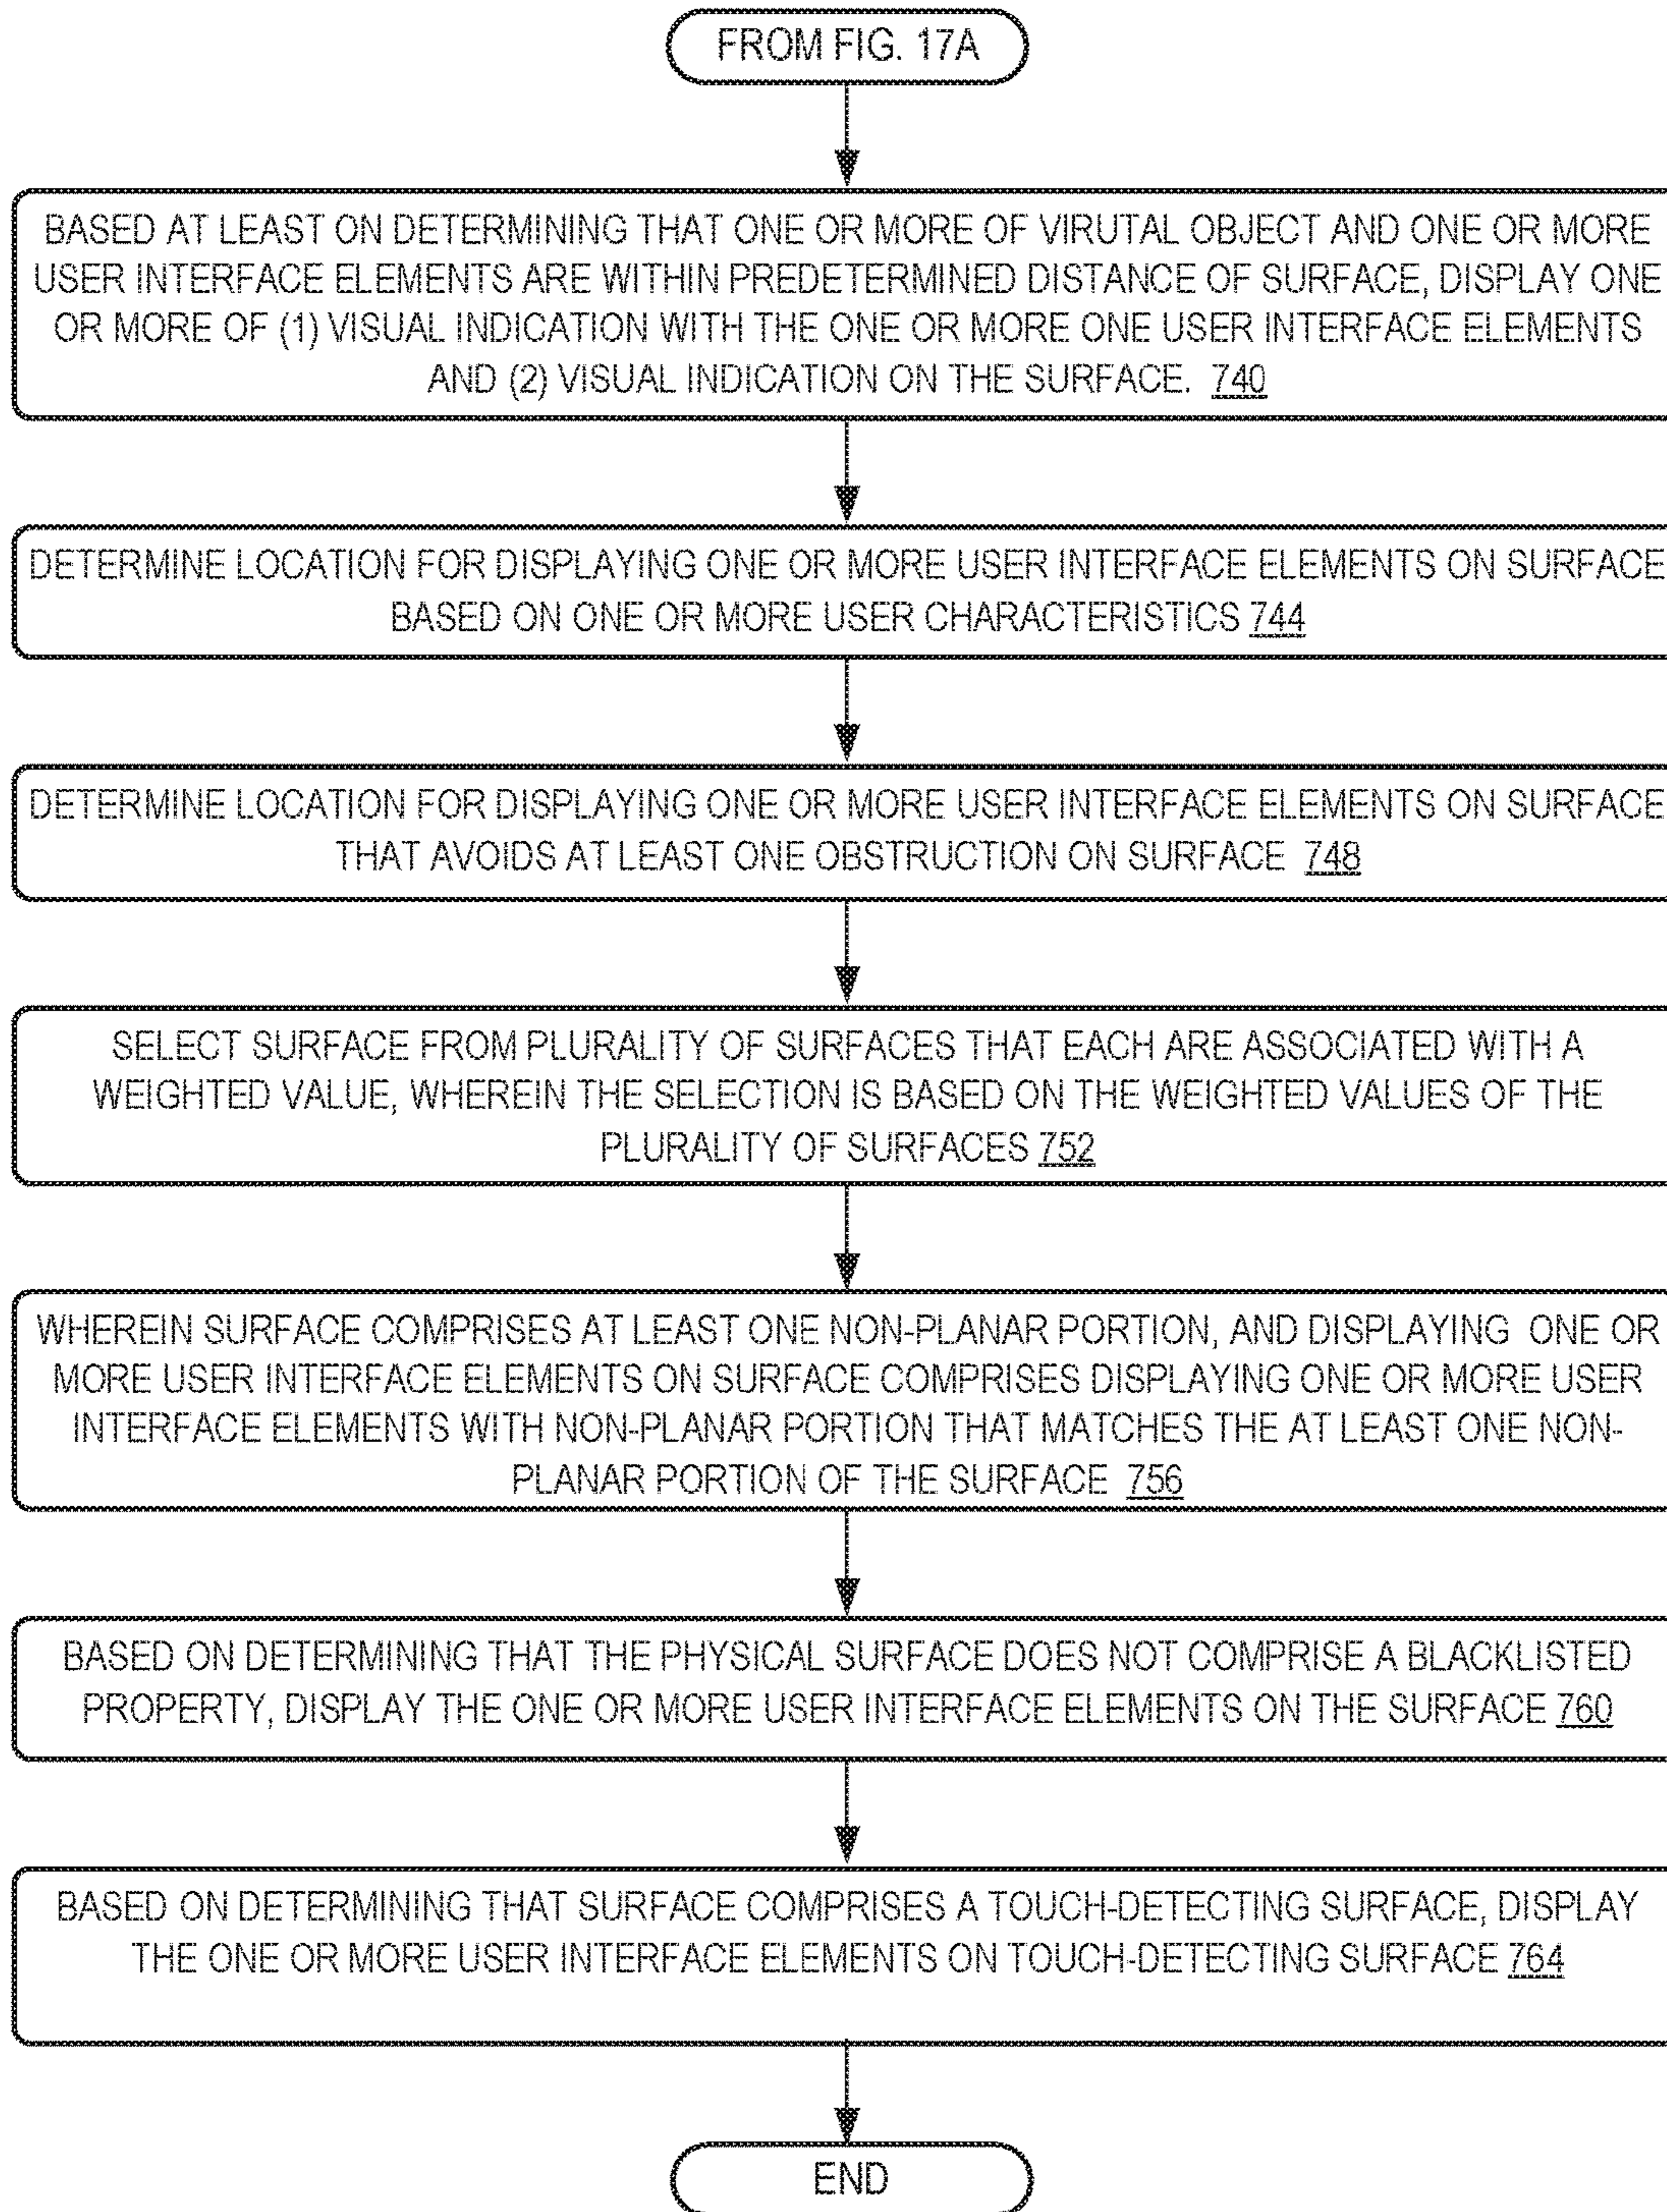 FROM FIG. 17A
BASED AT LEAST ON DETERMINING THAT ONE OR MORE OF VIRUTAL OBJECT AND ONE OR MORE
USER INTERFACE ELEMENTS ARE WITHIN PREDETERMINED DISTANCE OF SURFACE, DISPLAY ONE
OR MORE OF (1) VISUAL INDICATION WITH THE ONE OR MORE ONE USER INTERFACE ELEMENTS
AND (2) VISUAL INDICATION ON THE SURFACE. 740
DETERMINE LOCATION FOR DISPLAYING ONE OR MORE USER INTERFACE ELEMENTS ON SURFACE
BASED ON ONE OR MORE USER CHARACTERISTICS 744
DETERMINE LOCATION FOR DISPLAYING ONE OR MORE USER INTERFACE ELEMENTS ON SURFACE
THAT AVOIDS AT LEAST ONE OBSTRUCTION ON SURFACE 748
SELECT SURFACE FROM PLURALITY OF SURFACES THAT EACH ARE ASSOCIATED WITH A
WEIGHTED VALUE, WHEREIN THE SELECTION IS BASED ON THE WEIGHTED VALUES OF THE
PLURALITY OF SURFACES 752
WHEREIN SURFACE COMPRISES AT LEAST ONE NON-PLANAR PORTION, AND DISPLAYING ONE OR
MORE USER INTERFACE ELEMENTS ON SURFACE COMPRISES DISPLAYING ONE OR MORE USER
INTERFACE ELEMENTS WITH NON-PLANAR PORTION THAT MATCHES THE AT LEAST ONE NON-
PLANAR PORTION OF THE SURFACE 756
BASED ON DETERMINING THAT THE PHYSICAL SURFACE DOES NOT COMPRISE A BLACKLISTED
PROPERTY, DISPLAY THE ONE OR MORE USER INTERFACE ELEMENTS ON THE SURFACE 760
BASED ON DETERMINING THAT SURFACE COMPRISES A TOUCH-DETECTING SURFACE, DISPLAY
THE ONE OR MORE USER INTERFACE ELEMENTS ON TOUCH-DETECTING SURFACE 764
END